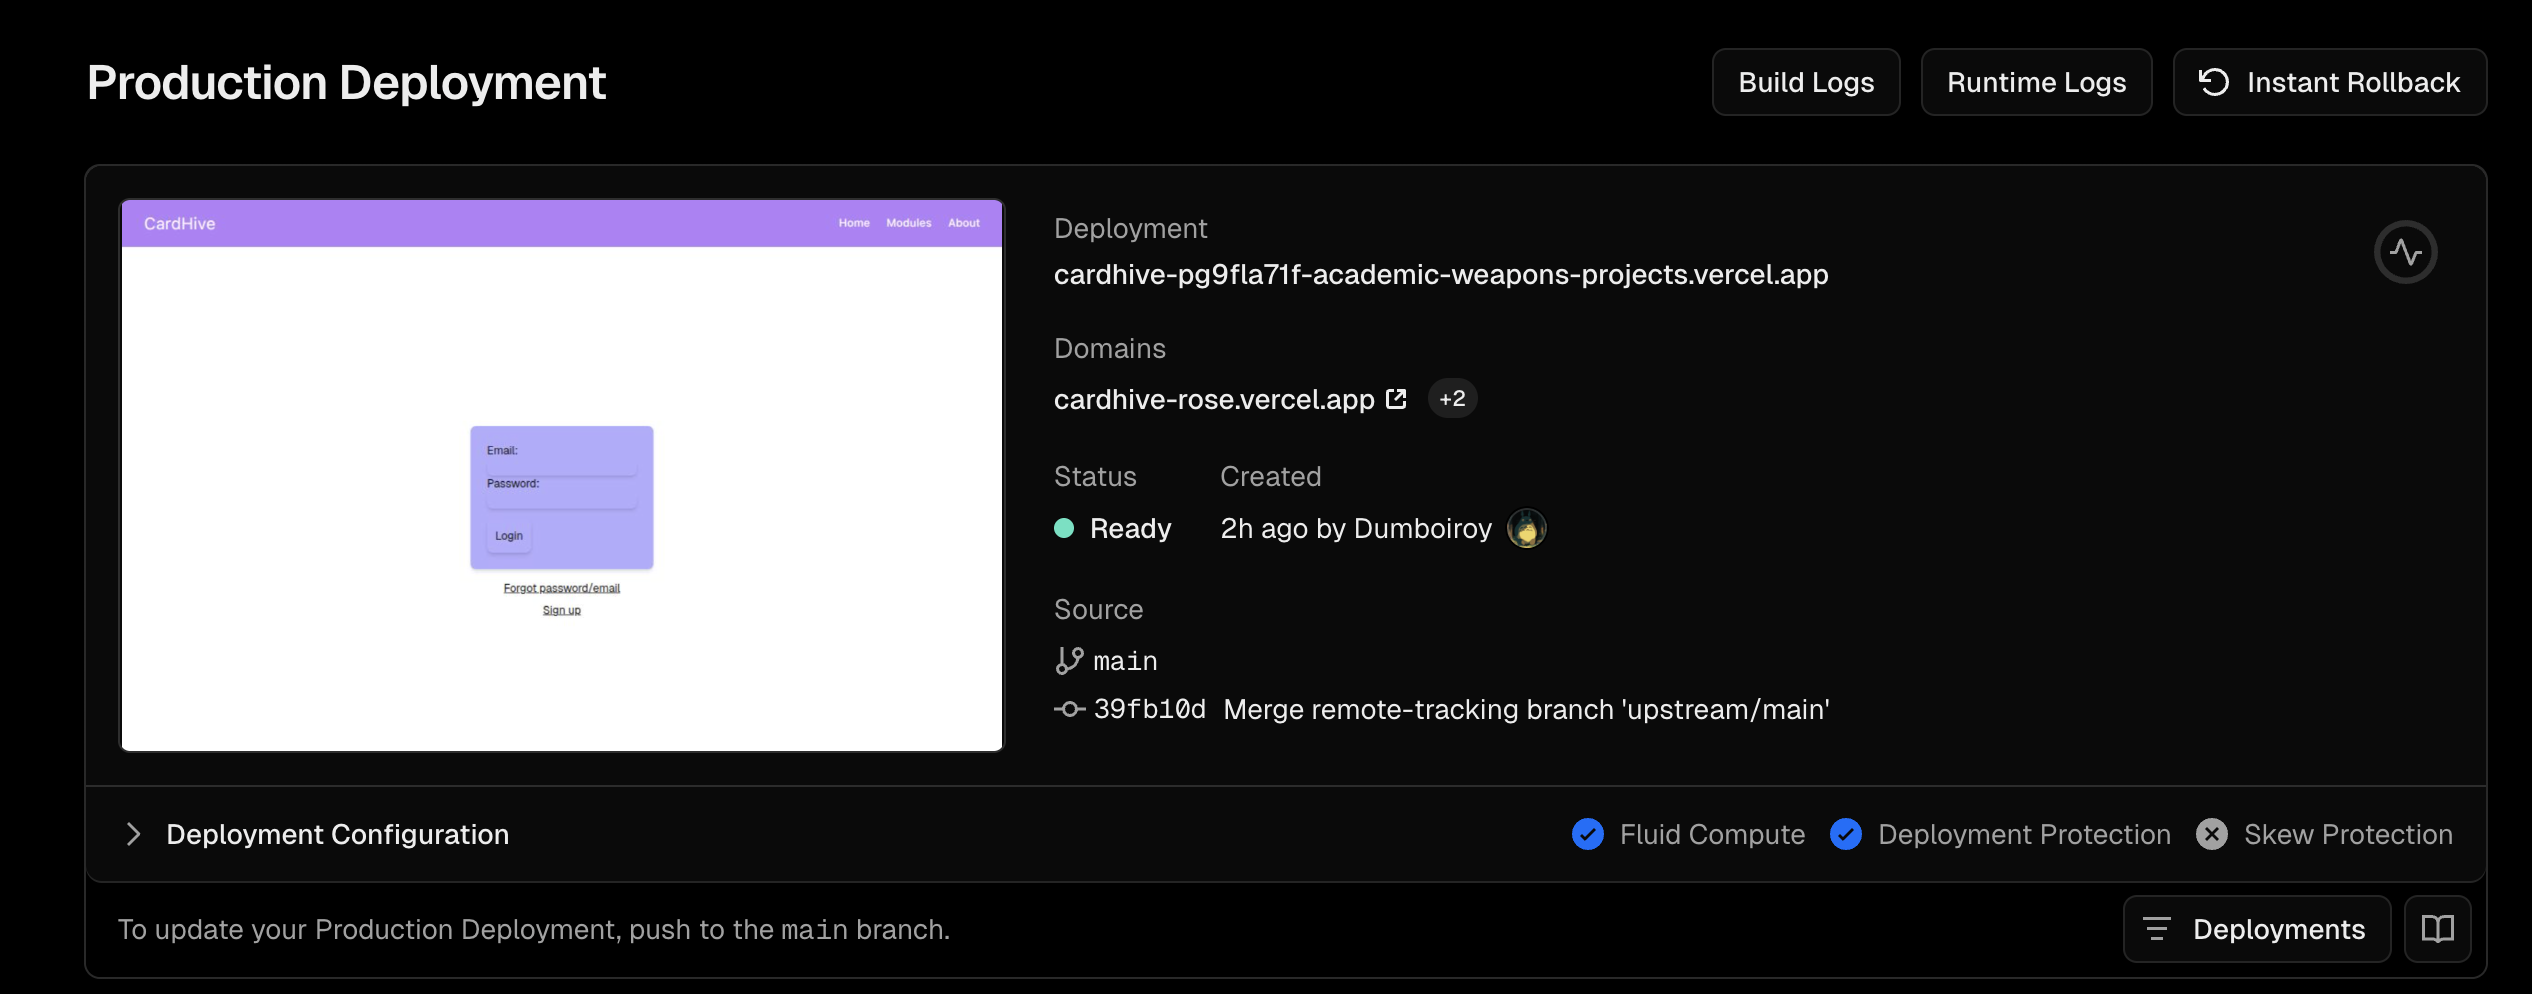 Production Deployment
Build Logs
Runtime Logs
Instant Rollback
CardHive
Home Modules About
Email:
Password:
Login
Forgot password/email
Sign up
Deployment
cardhive-pg9fla71f-academic-weapons-projects.vercel.app
Domains
cardhive-rose.vercel.app +2
Status Created
Ready 2h ago by Dumboiroy
Source
main
39fb10d Merge remote-tracking branch 'upstream/main'
Deployment Configuration
Fluid Compute Deployment Protection Skew Protection
To update your Production Deployment, push to the main branch.
Deployments